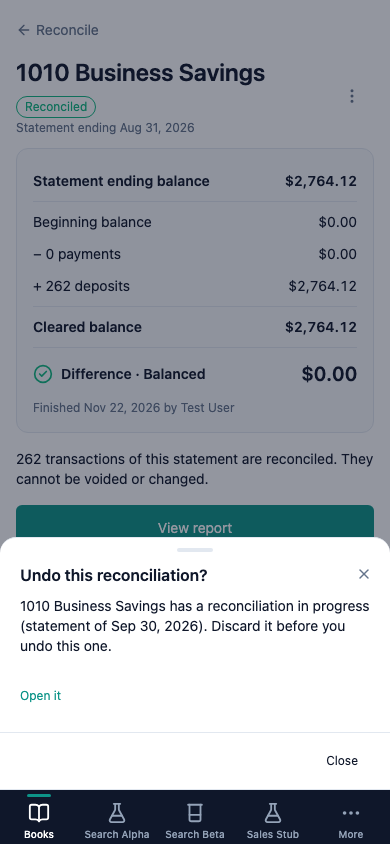 Reconcile
1010 Business Savings
Reconciled
Statement ending Aug 31, 2026
Statement ending balance $2,764.12
Beginning balance $0.00
− 0 payments $0.00
+ 262 deposits $2,764.12
Cleared balance $2,764.12
Difference · Balanced $0.00
Finished Nov 22, 2026 by Test User
262 transactions of this statement are reconciled. They
cannot be voided or changed.
View report
Undo this reconciliation?
1010 Business Savings has a reconciliation in progress
(statement of Sep 30, 2026). Discard it before you
undo this one.
Open it
Close
Books Search Alpha Search Beta Sales Stub More